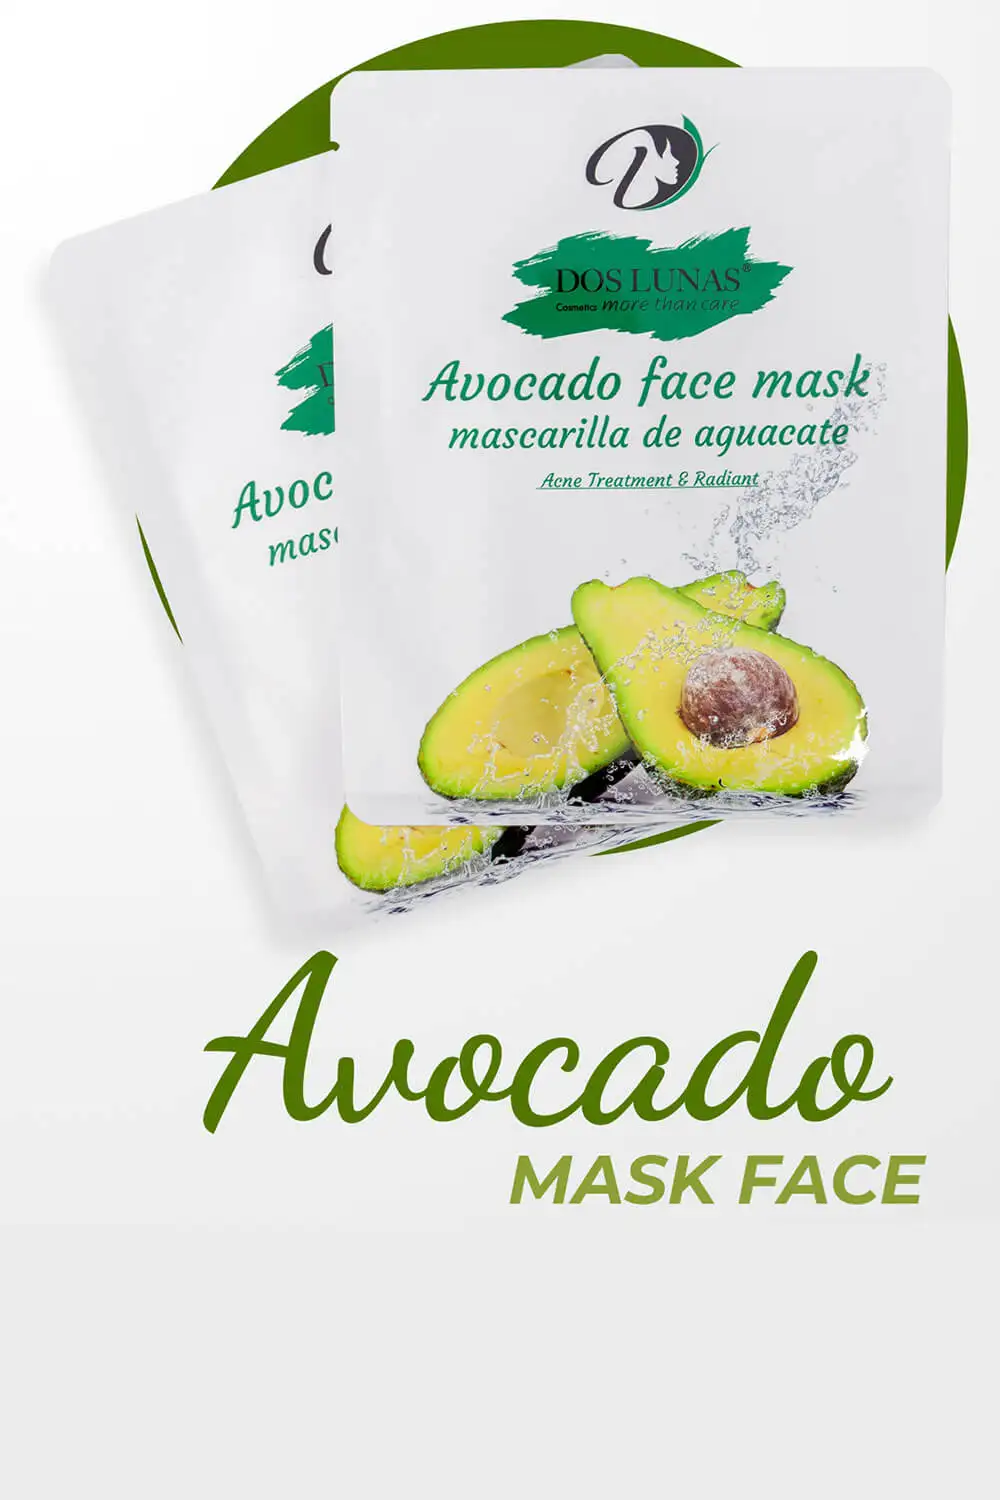 DOS LUNAS®
Cosmetics more than care
Avocado face mask
mascarilla de aguacate
Acne Treatment & Radiant
Avoc
mas
Avocado
MASK FACE